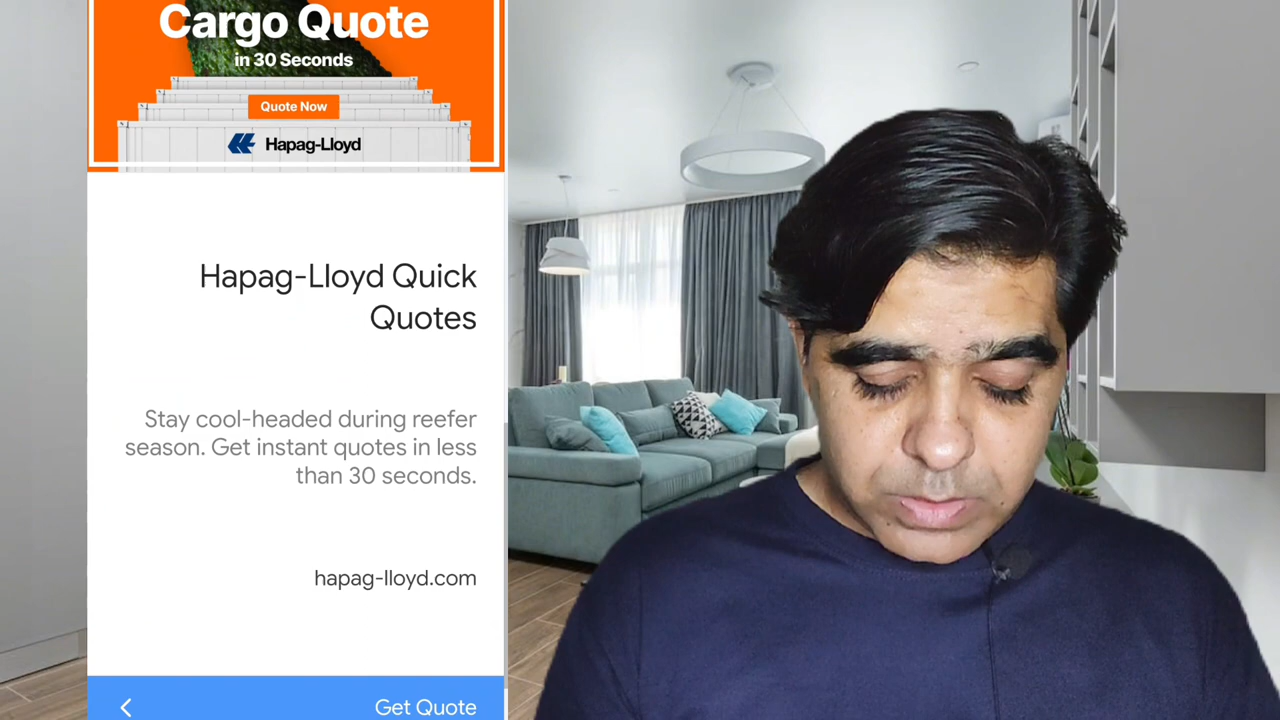 Cargo Quote
in 30 Seconds
Quote Now
Hapag-Lloyd
Hapag-Lloyd Quick
Quotes
Stay cool-headed during reefer
season. Get instant quotes in less
than 30 seconds.
hapag-lloyd.com
Get Quote